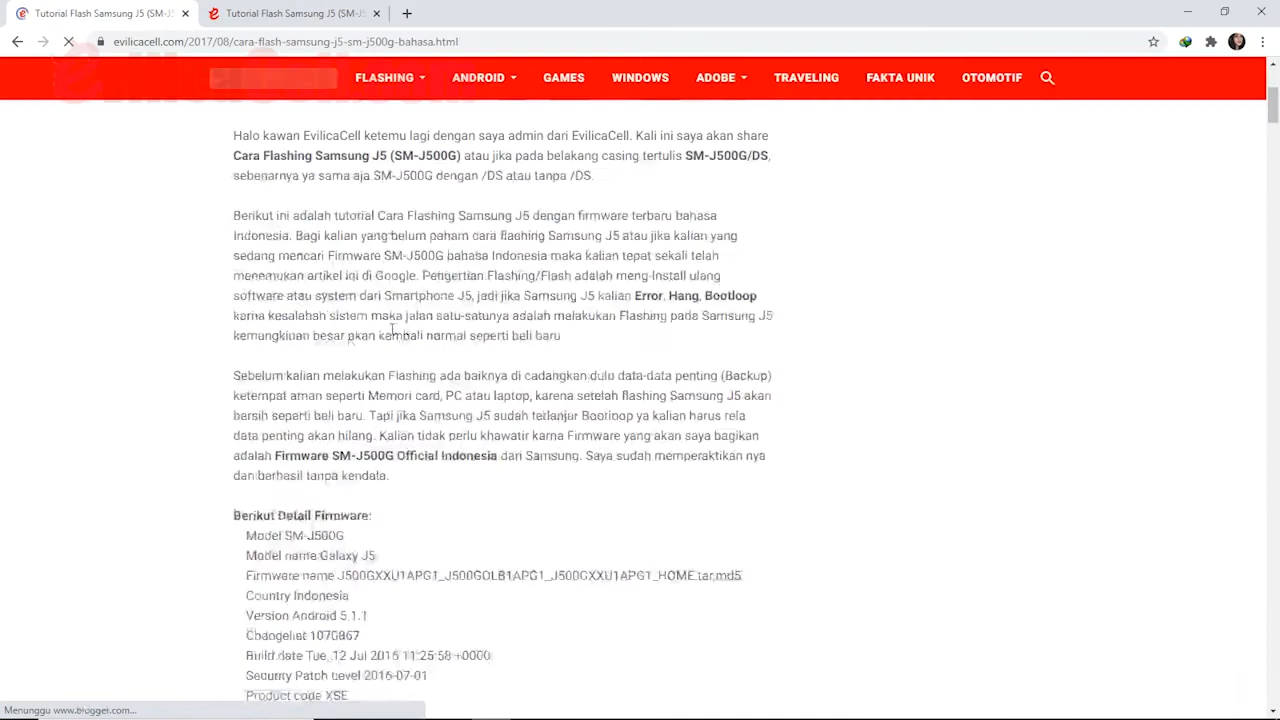 Tutorial Flash Samsung J5 (SM-J5
Tutorial Flash Samsung J5 (SM-J5
evilicacell.com/2017/08/cara-flash-samsung-j5-sm-j500g-bahasa.html
FLASHING ANDROID GAMES WINDOWS ADOBE TRAVELING FAKTA UNIK OTOMOTIF
Halo kawan EvilicaCell ketemu lagi dengan saya admin dari EvilicaCell. Kali ini saya akan share
Cara Flashing Samsung J5 (SM-J500G) atau jika pada belakang casing tertulis SM-J500G/DS,
sebenarnya ya sama aja SM-J500G dengan /DS atau tanpa /DS.
Berikut ini adalah tutorial Cara Flashing Samsung J5 dengan firmware terbaru bahasa
Indonesia. Bagi kalian yang belum paham cara flashing Samsung J5 atau jika kalian yang
sedang mencari Firmware SM-J500G bahasa Indonesia maka kalian tepat sekali telah
menemukan artikel ini di Google. Pengertian Flashing/Flash adalah meng-Install ulang
software atau system dari Smartphone J5, jadi jika Samsung J5 kalian Error, Hang, Bootloop
karna kesalahan sistem maka jalan satu-satunya adalah melakukan Flashing pada Samsung J5
kemungkinan besar akan kembali normal seperti beli baru
Sebelum kalian melakukan Flashing ada baiknya di cadangkan dulu data-data penting (Backup)
ketempat aman seperti Memori card, PC atau laptop, karena setelah flashing Samsung J5 akan
bersih seperti beli baru. Tapi jika Samsung J5 sudah terlanjur Bootloop ya kalian harus rela
data penting akan hilang. Kalian tidak perlu khawatir karna Firmware yang akan saya bagikan
adalah Firmware SM-J500G Official Indonesia dari Samsung. Saya sudah memperaktikan nya
dan berhasil tanpa kendala.
Berikut Detail Firmware:
Model SM-J500G
Model name Galaxy J5
Firmware name J500GXXU1APG1_J500GOLB1APG1_J500GXXU1APG1_HOME.tar.md5
Country Indonesia
Version Android 5.1.1
Changelist
Build date Tue, 12 Jul 2016 11:25:58 +0000
Security Patch Level 2016-07-01
Product code XSE
Menunggu www.blogger.com...